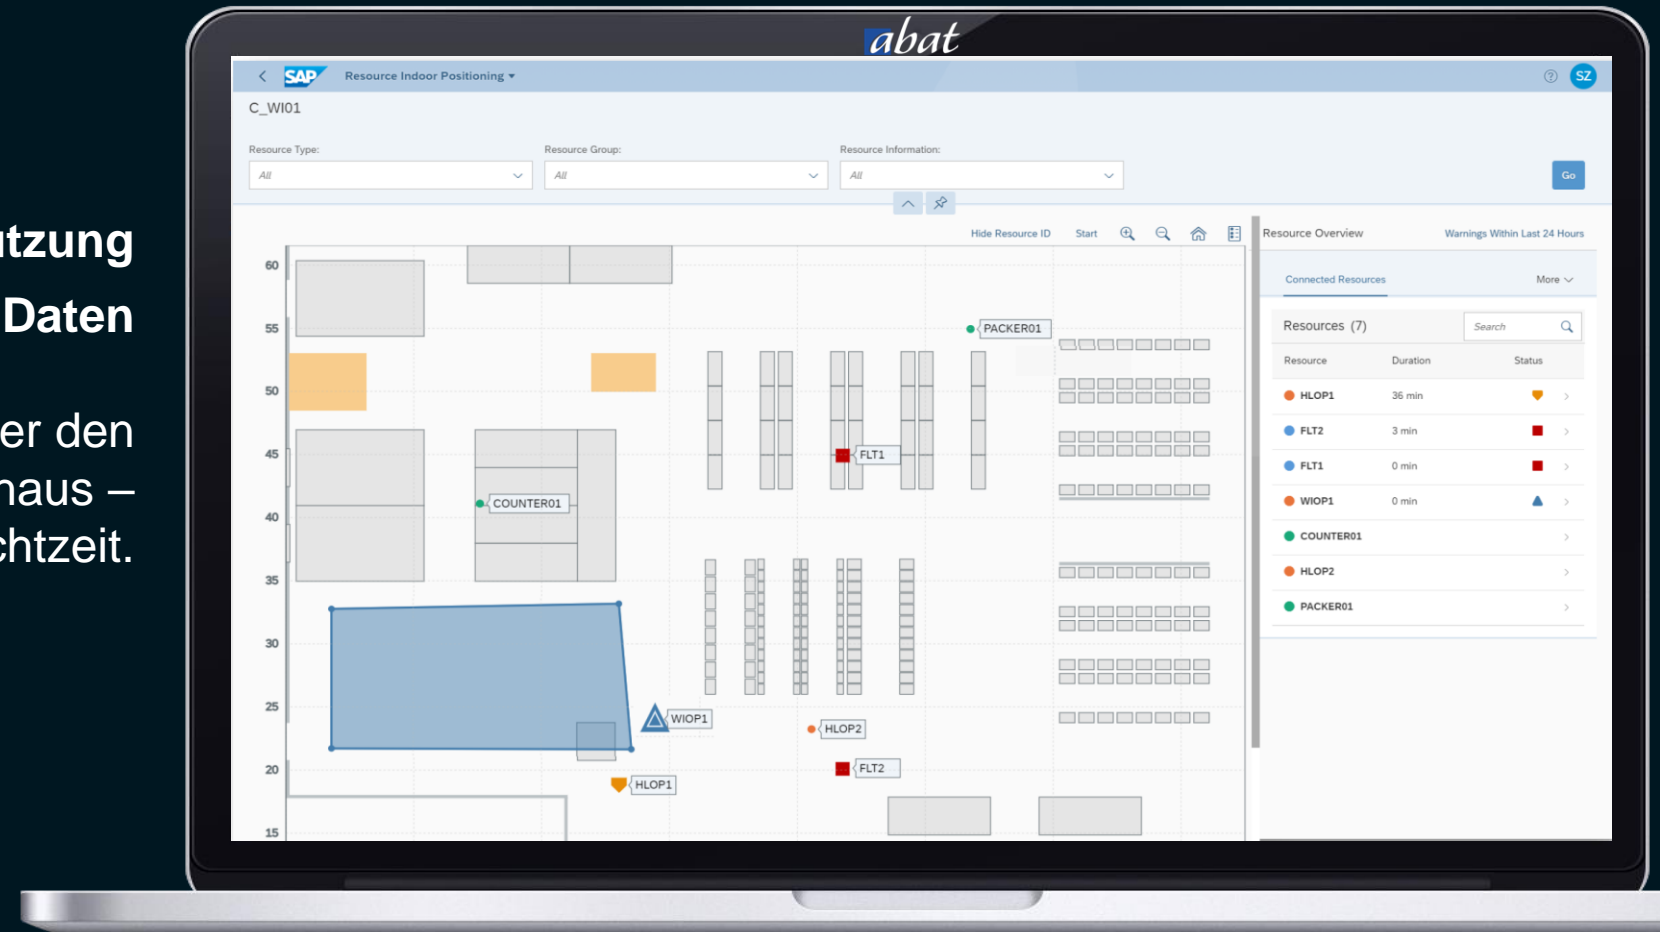 abat
SAP Resource Indoor Positioning
SZ
C_WI01
Resource Type: Resource Group: Resource Information:
All All All Go
Hide Resource ID Start
60
55
50
45
40
35
30
25
20
15
PACKER01
FLT1
COUNTER01
WIOP1
HLOP2
FLT2
HLOP1
Resource Overview Warnings Within Last 24 Hours
Connected Resources More
Resources (7) Search
Resource Duration Status
HLOP1 36 min
FLT2 3 min
FLT1 0 min
WIOP1 0 min
COUNTER01
HLOP2
PACKER01
utzung
Daten
er den
haus –
chtzeit.